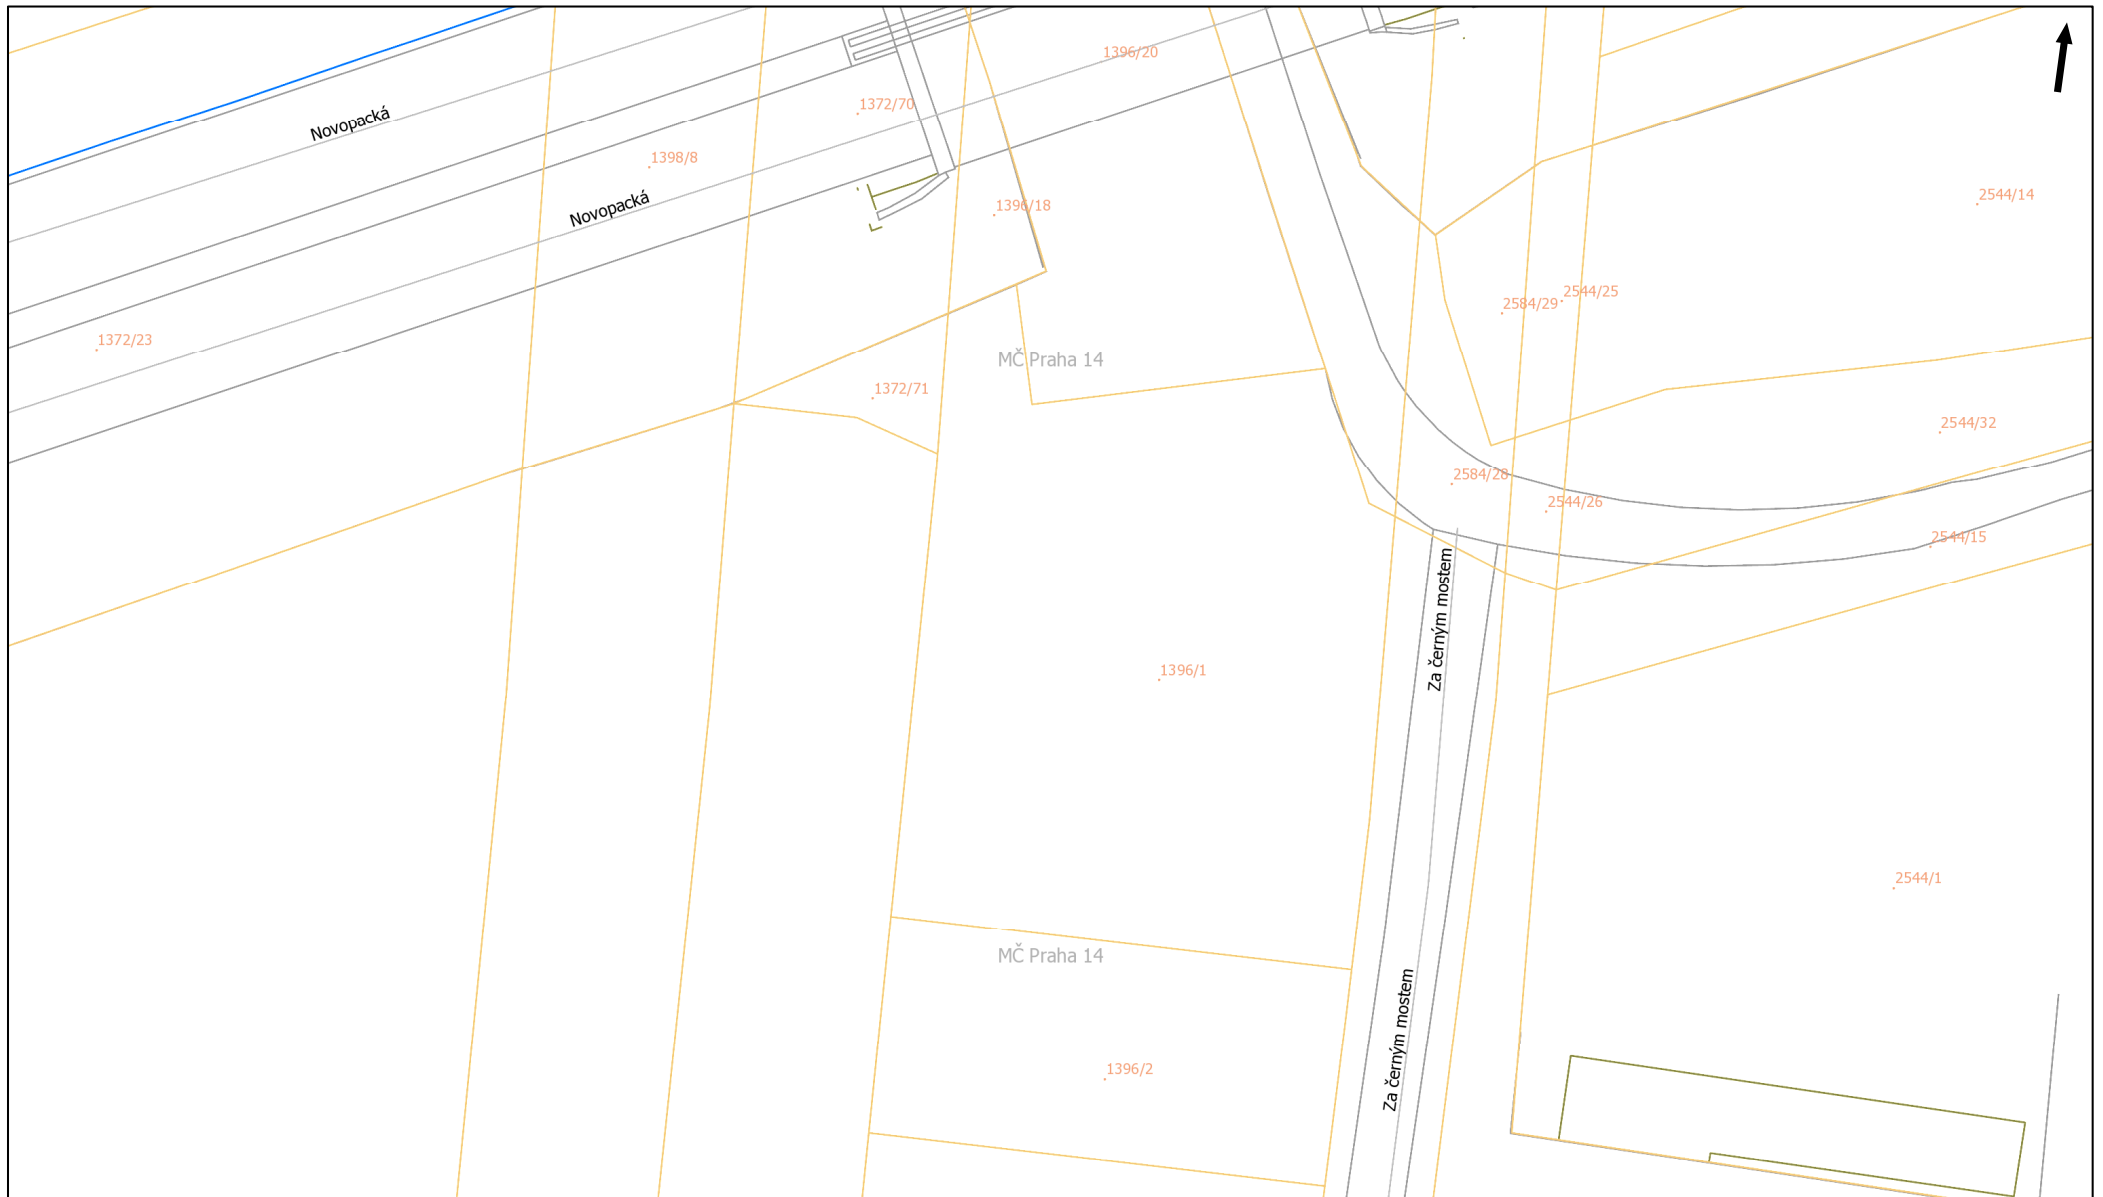 1396/20
1372/70
Novopacká
1398/8
2544/14
Novopacká
1396/18
2544/25
2584/29
1372/23
MČ Praha 14
1372/71
2544/32
2584/28
2544/26
2544/15
Za černým mostem
1396/1
2544/1
MČ Praha 14
Za černým mostem
1396/2